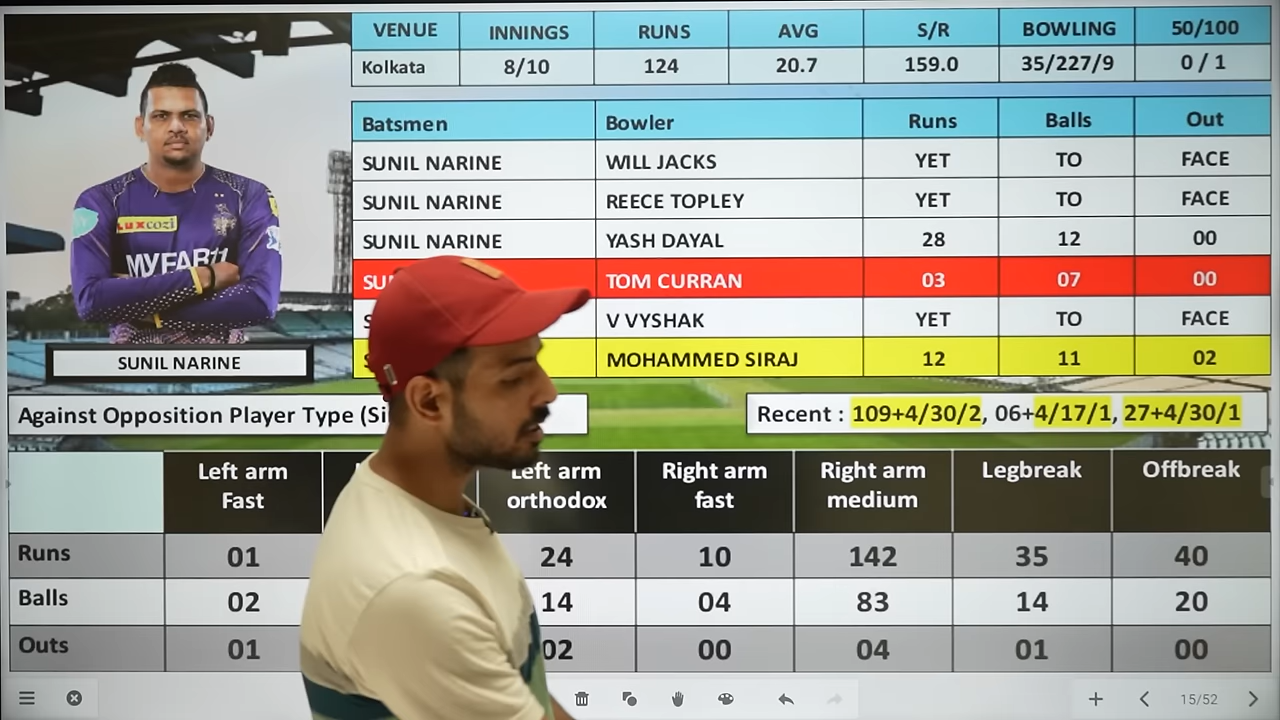 VENUE INNINGS RUNS AVG S/R BOWLING 50/100
Kolkata 8/10 124 20.7 159.0 35/227/9 0 / 1
Batsmen Bowler Runs Balls Out
SUNIL NARINE WILL JACKS YET TO FACE
SUNIL NARINE REECE TOPLEY YET TO FACE
SUNIL NARINE YASH DAYAL 28 12 00
TOM CURRAN 03 07 00
V VYSHAK YET TO FACE
MOHAMMED SIRAJ 12 11 02
LUXCOZI
MYFAB11
SUNIL NARINE
Against Opposition Player Type
Recent : 109+4/30/2, 06+4/17/1, 27+4/30/1
Left arm Fast Left arm orthodox Right arm fast Right arm medium Legbreak Offbreak
Runs 01 24 10 142 35 40
Balls 02 14 04 83 14 20
Outs 01 02 00 04 01 00
15/52